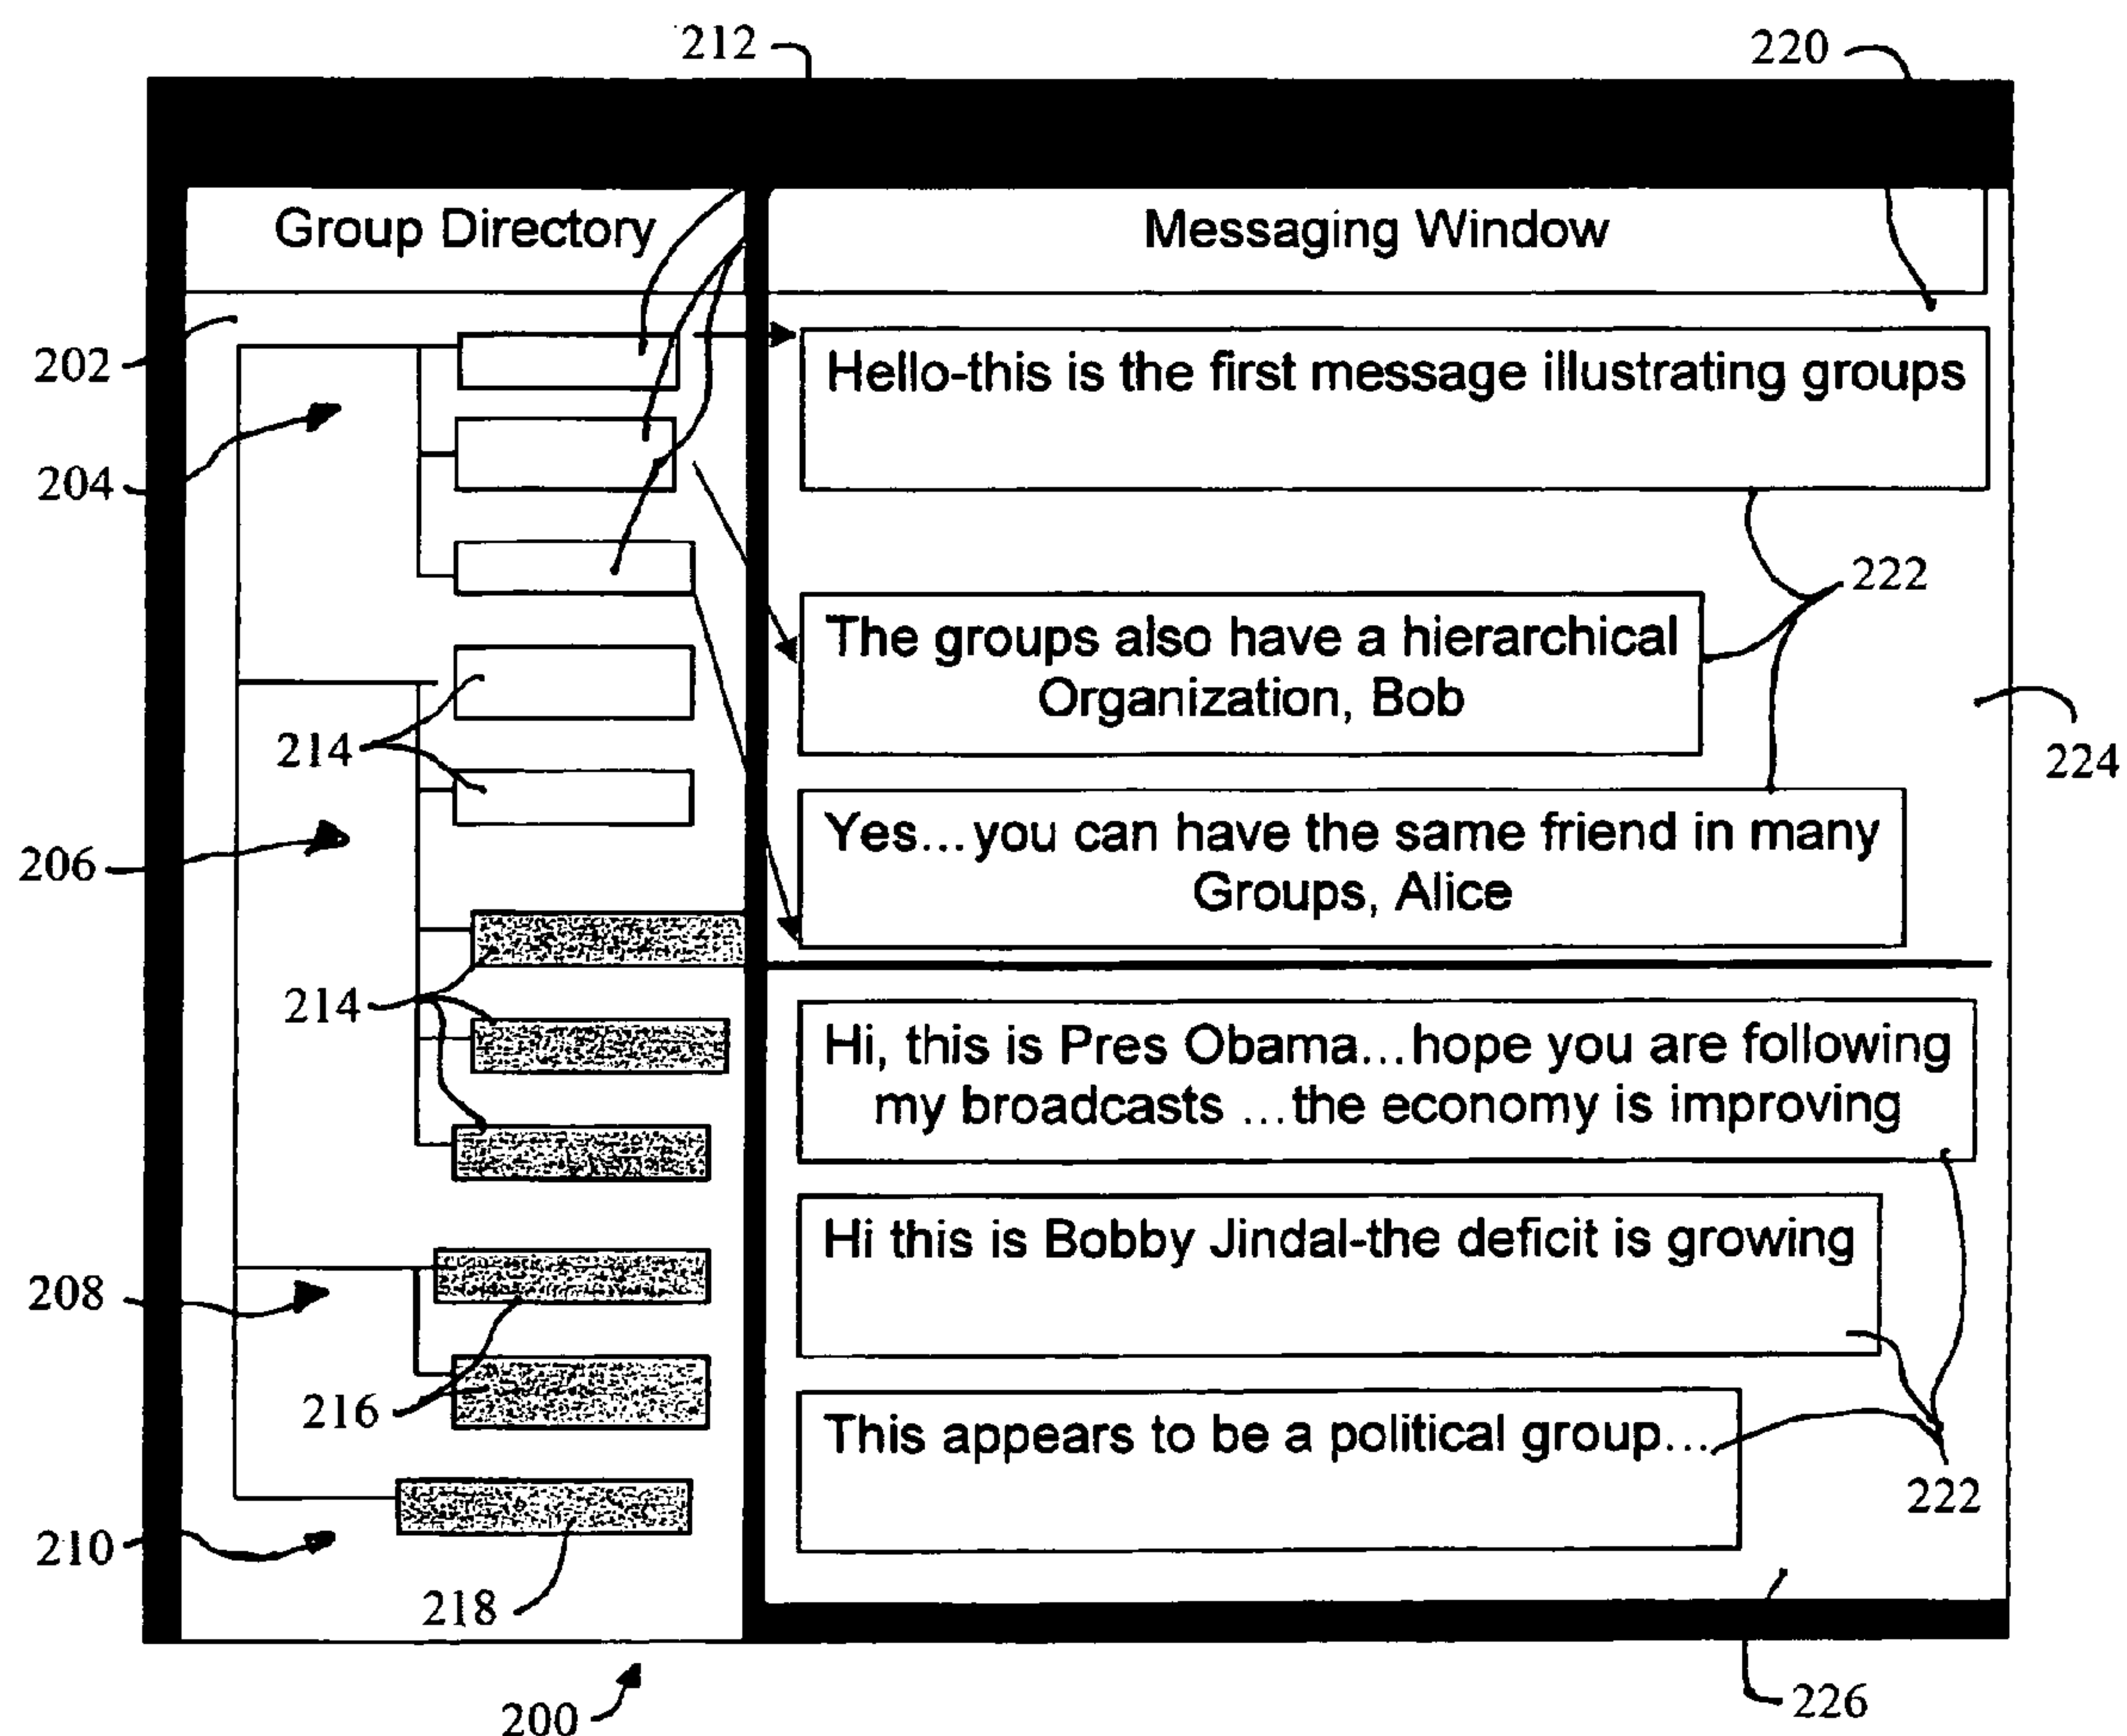 212
220
Group Directory
Messaging Window
202
Hello-this is the first message illustrating groups
204
222
The groups also have a hierarchical
Organization, Bob
214
224
Yes...you can have the same friend in many
Groups, Alice
206
214
Hi, this is Pres Obama...hope you are following
my broadcasts ...the economy is improving
Hi this is Bobby Jindal-the deficit is growing
208
216
This appears to be a political group...
222
210
218
200
226